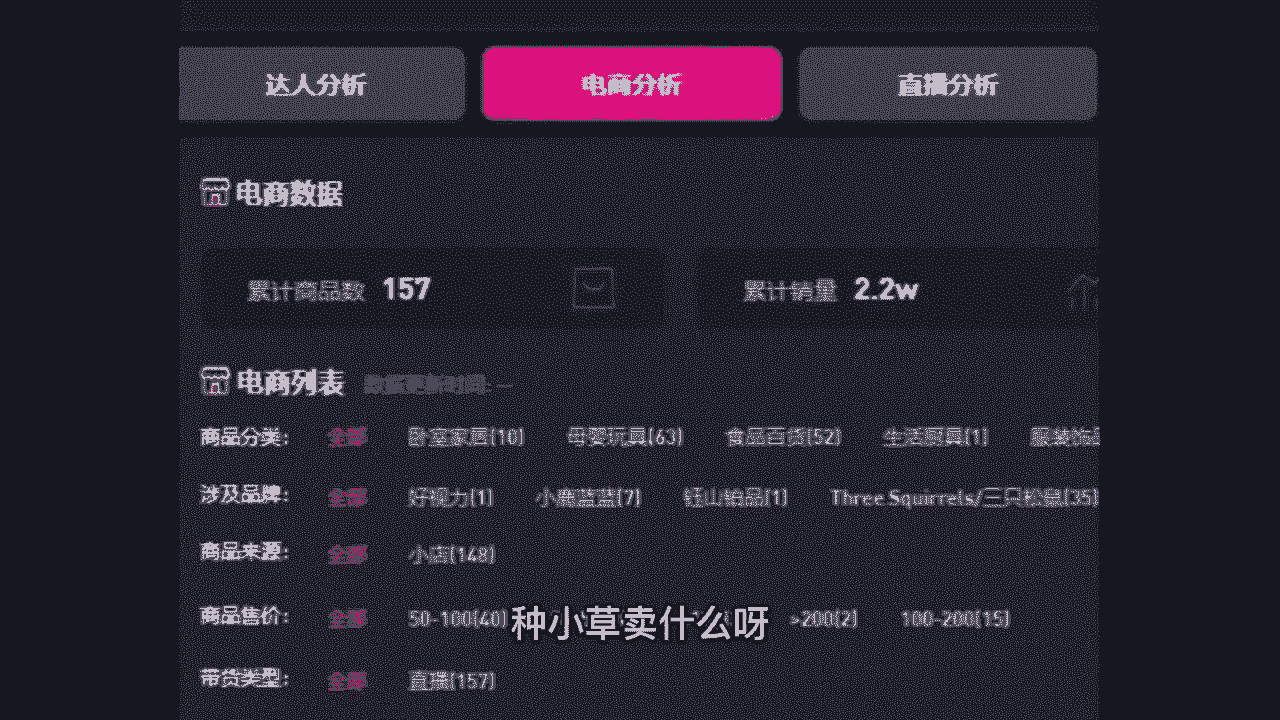 达人分析 电商分析 直播分析
电商数据
累计商品数 157 累计销量 2.2w
电商列表 数据更新时间: —
商品分类: 全部 卧室家居(10) 母婴玩具(63) 食品百货(52) 生活厨具(1) 服装饰品
涉及品牌: 全部 好视力(1) 小鹿蓝蓝(7) (1) Three Squirrels/三只松鼠(35)
商品来源: 全部 小店(148)
商品售价: 全部 50-100(40) >200(2) 100-200(15)
种小草卖什么呀
带货类型: 全部 直播(157)